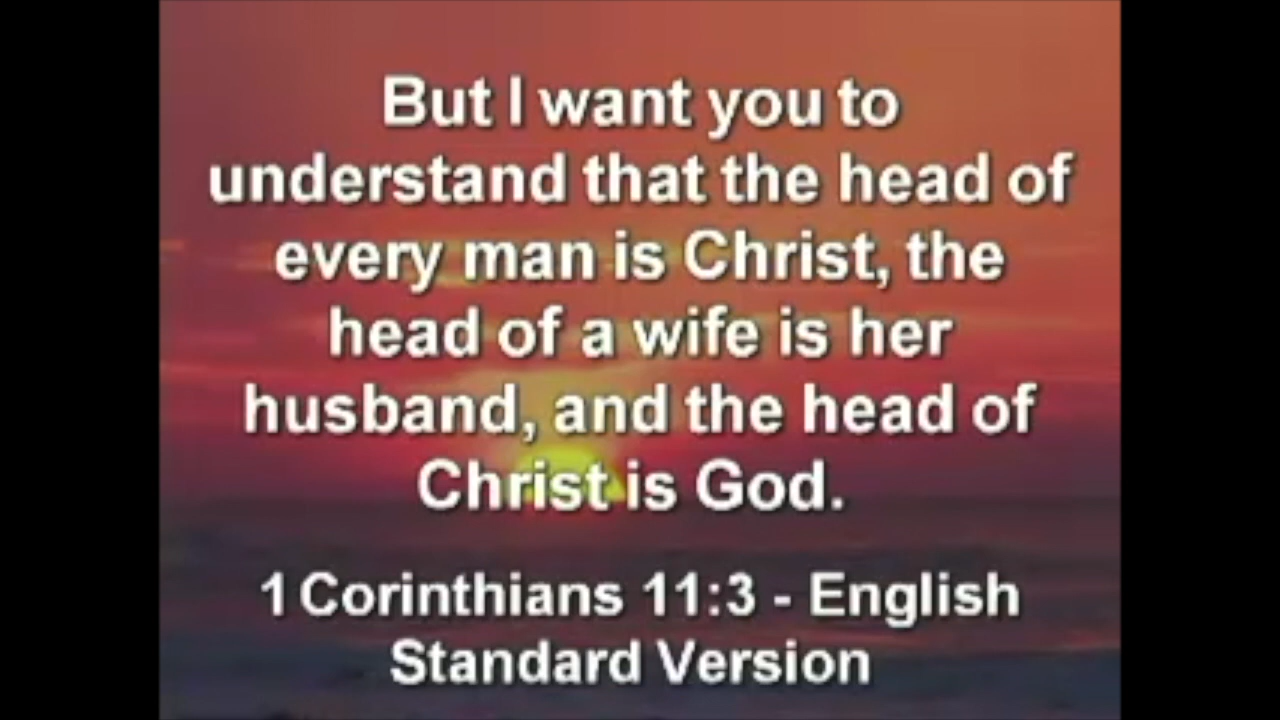 But I want you to
understand that the head of
every man is Christ, the
head of a wife is her
husband, and the head of
Christ is God.
1 Corinthians 11:3 - English
Standard Version